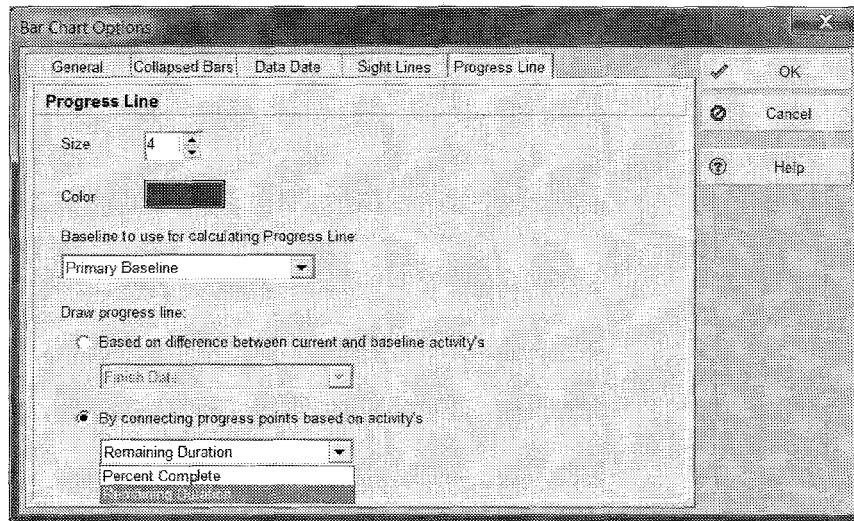 Bar Chart Options
General Collapsed Bars Data Date Sight Lines Progress Line
OK
Progress Line
Cancel
Size 4
Help
Color
Baseline to use for calculating Progress Line
Primary Baseline
Draw progress line:
Based on difference between current and baseline activity's
Finish Date
By connecting progress points based on activity's
Remaining Duration
Percent Complete
Remaining Duration